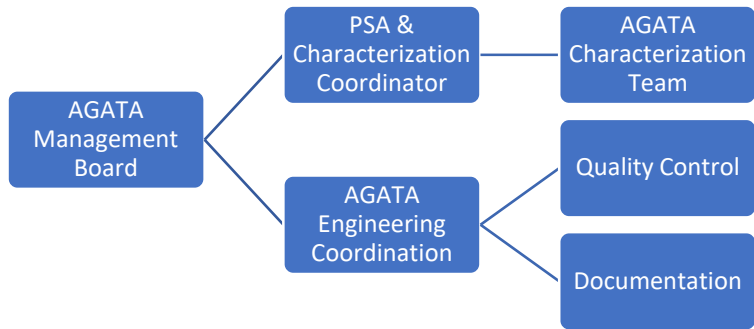 PSA &
Characterization
Coordinator
AGATA
Characterization
Team
AGATA
Management
Board
Quality Control
AGATA
Engineering
Coordination
Documentation